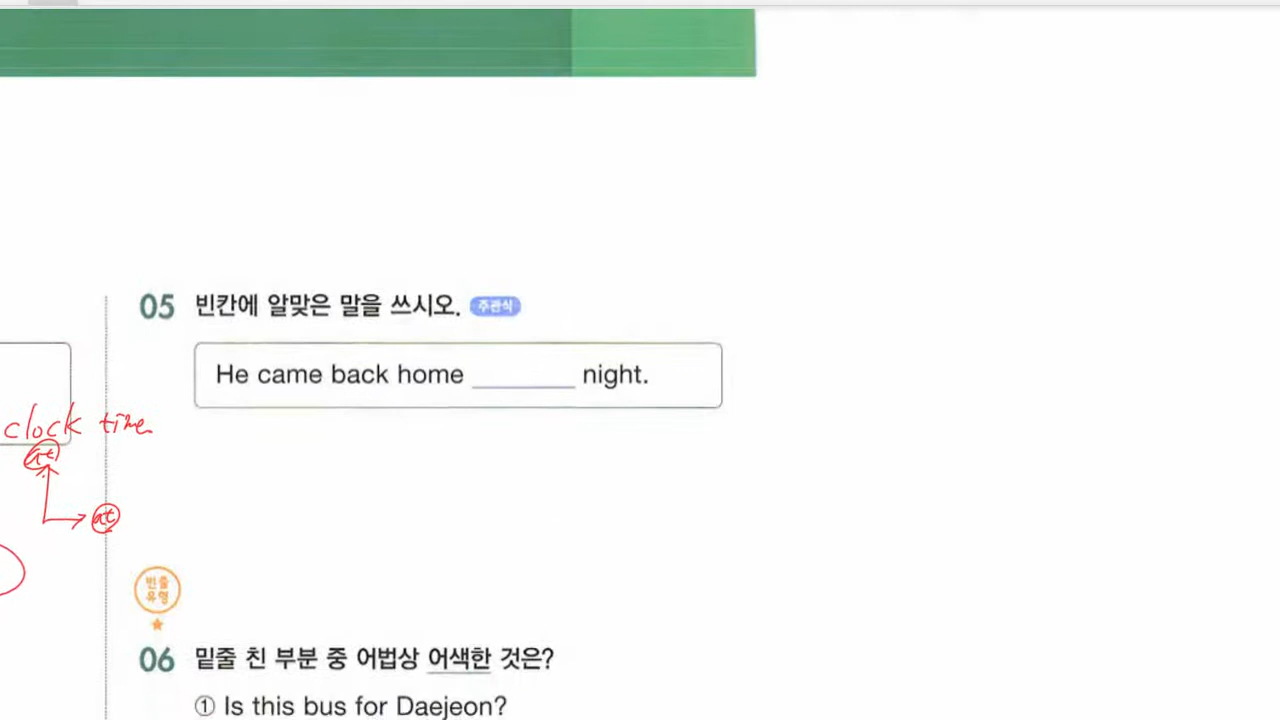 05 빈칸에 알맞은 말을 쓰시오. 주관식
He came back home ______ night.
clock time
at
at
빈출
유형
06 밑줄 친 부분 중 어법상 어색한 것은?
① Is this bus for Daejeon?